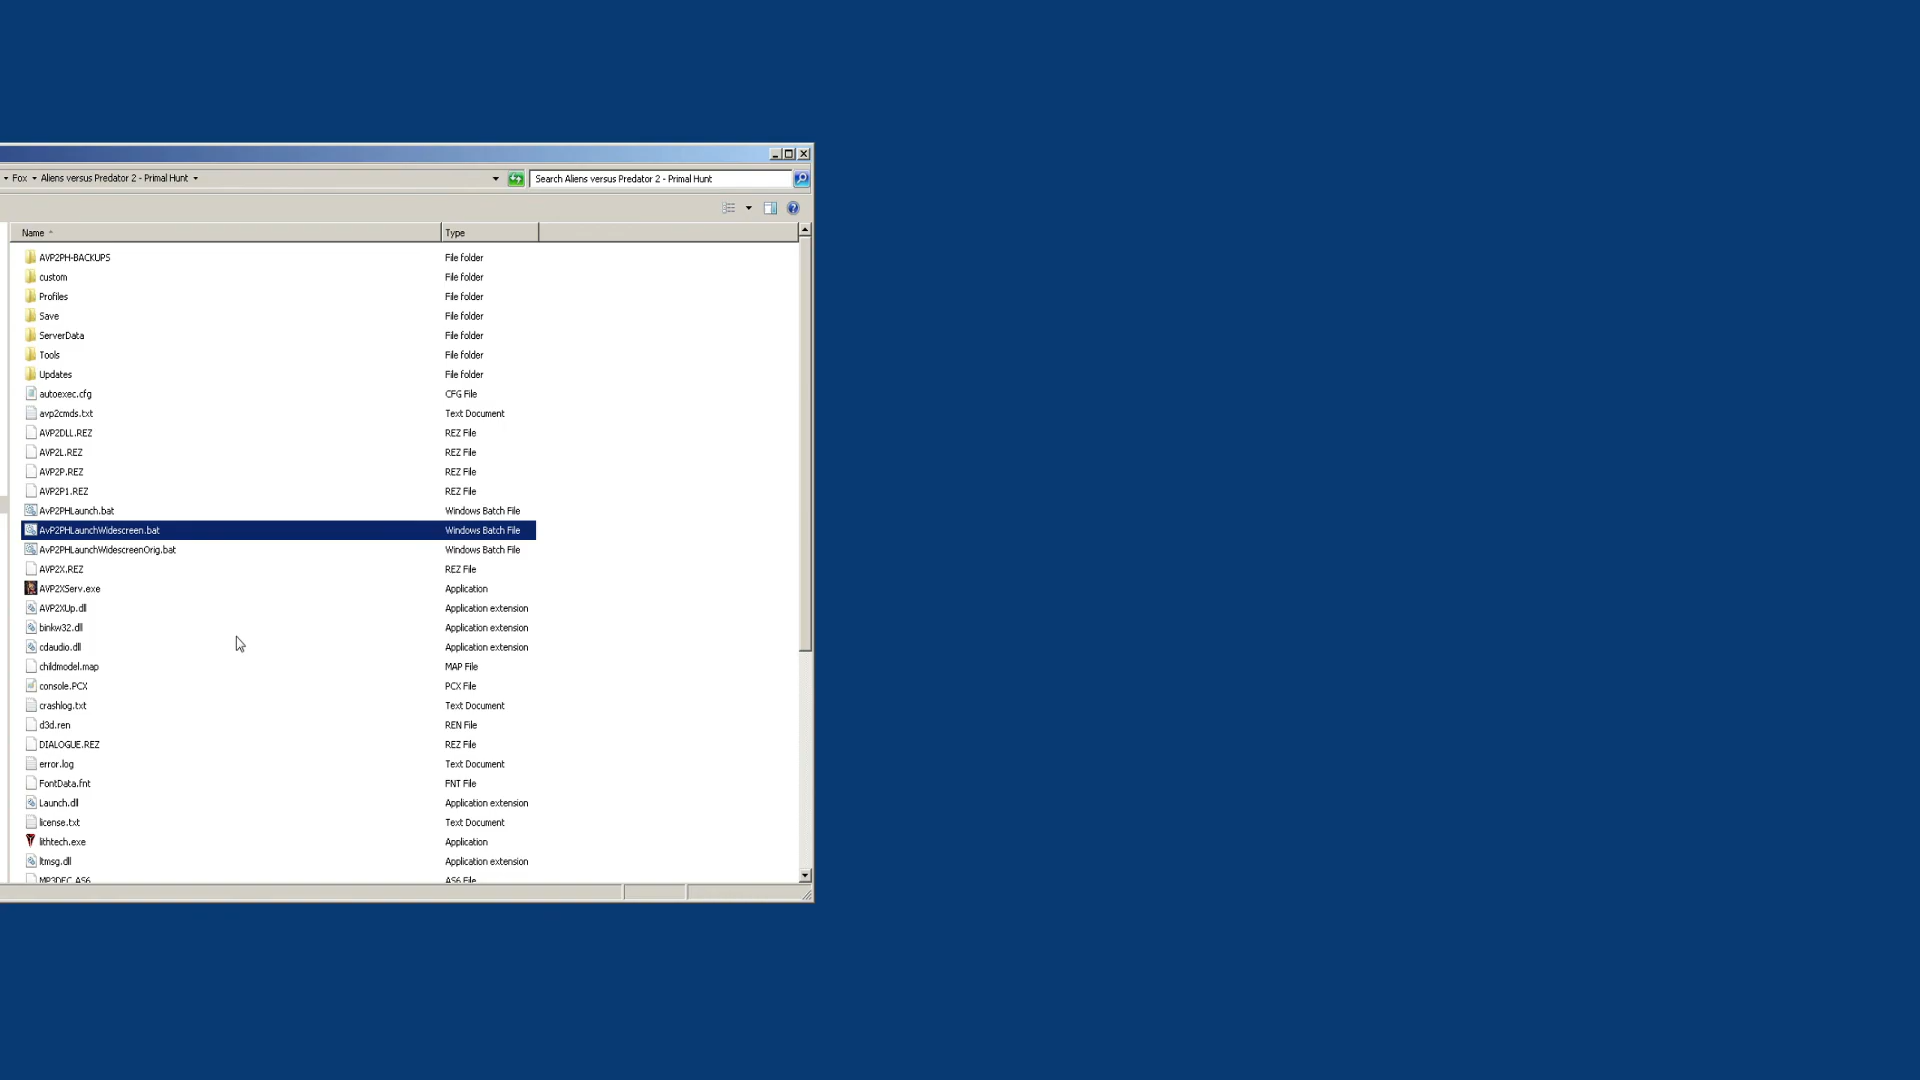 Fox Aliens versus Predator 2 - Primal Hunt
Search Aliens versus Predator 2 - Primal Hunt
Name Type
AVP2PH-BACKUPS File folder
custom File folder
Profiles File folder
Save File folder
ServerData File folder
Tools File folder
Updates File folder
autoexec.cfg CFG File
avp2cmds.txt Text Document
AVP2DLL.REZ REZ File
AVP2L.REZ REZ File
AVP2P.REZ REZ File
AVP2P1.REZ REZ File
AvP2PHLaunch.bat Windows Batch File
AvP2PHLaunchWidescreen.bat Windows Batch File
AvP2PHLaunchWidescreenOrig.bat Windows Batch File
AVP2X.REZ REZ File
AVP2XServ.exe Application
AVP2XUp.dll Application extension
binkw32.dll Application extension
cdaudio.dll Application extension
childmodel.map MAP File
console.PCX PCX File
crashlog.txt Text Document
d3d.ren REN File
DIALOGUE.REZ REZ File
error.log Text Document
FontData.fnt FNT File
Launch.dll Application extension
license.txt Text Document
lithtech.exe Application
ltmsg.dll Application extension
MP3DEC.AS6 AS6 File